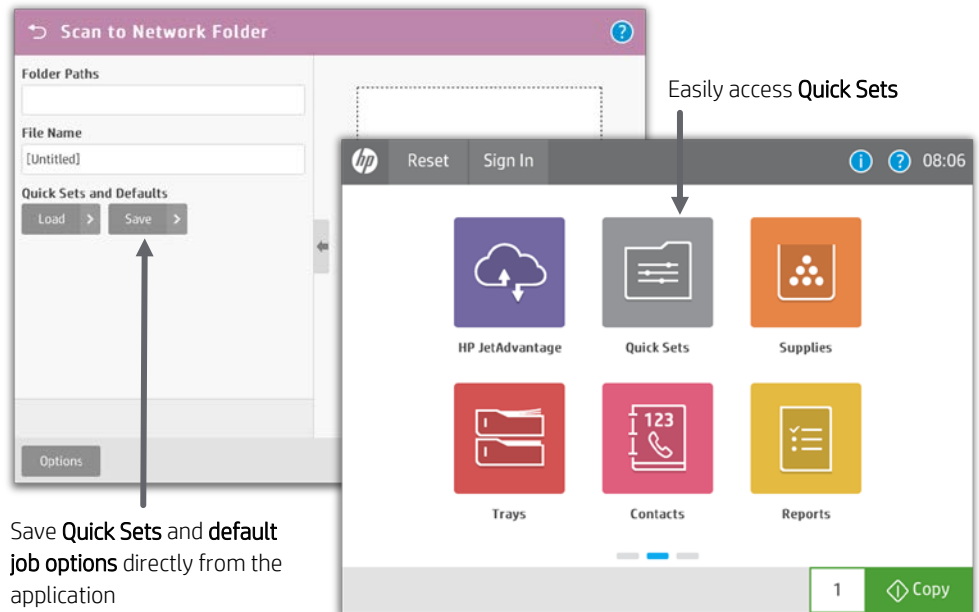 Scan to Network Folder
?
Folder Paths
File Name
[Untitled]
Quick Sets and Defaults
Load >
Save >
Options
Save Quick Sets and default
job options directly from the
application
Easily access Quick Sets
hp
Reset
Sign In
i
?
08:06
HP JetAdvantage
Quick Sets
Supplies
123
Trays
Contacts
Reports
1
Copy